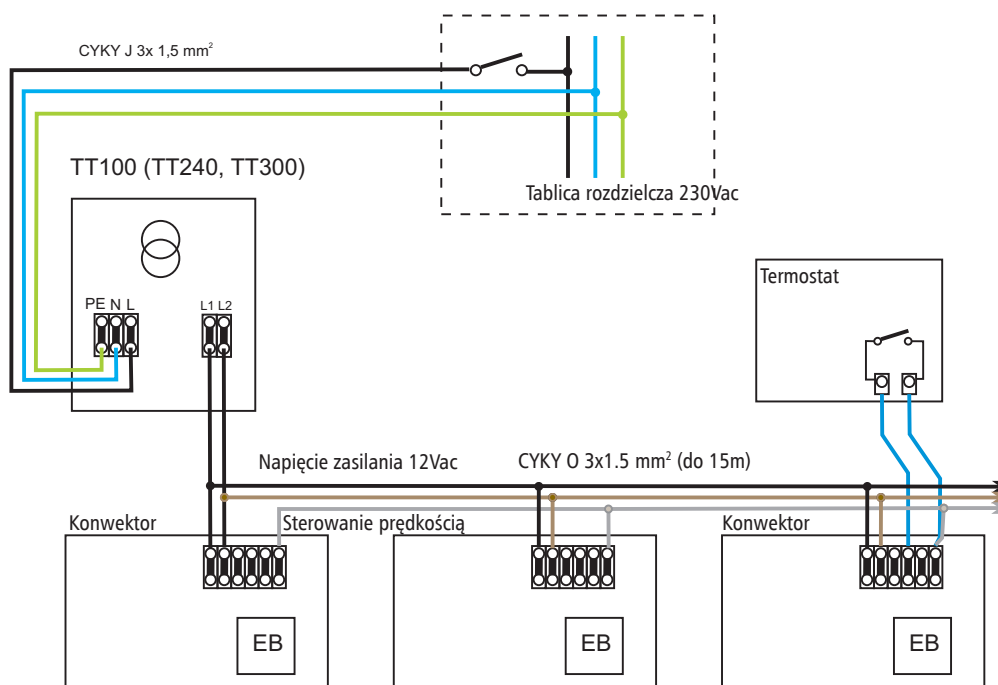 CYKY J 3x 1,5 mm²
Tablica rozdzielcza 230Vac
TT100 (TT240, TT300)
PE N L
L1 L2
Termostat
Napięcie zasilania 12Vac
CYKY O 3x1.5 mm² (do 15m)
Konwektor
Sterowanie prędkością
Konwektor
EB
EB
EB